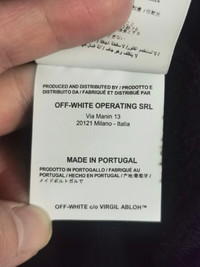 PRODUCED AND DISTRIBUTED BY / PRODOTTO E
DISTRIBUITO DA / FABRIQUÉ ET DISTRIBUÉ PAR
OFF-WHITE OPERATING SRL
Via Manin 13
20121 Milano - Italia
MADE IN PORTUGAL
PRODOTTO IN PORTOGALLO / FABRIQUÉ AU
PORTUGAL / HECHO EN PORTUGAL / 产地:葡萄牙 /
メイドポルトガルで
OFF-WHITE c/o VIRGIL ABLOH™